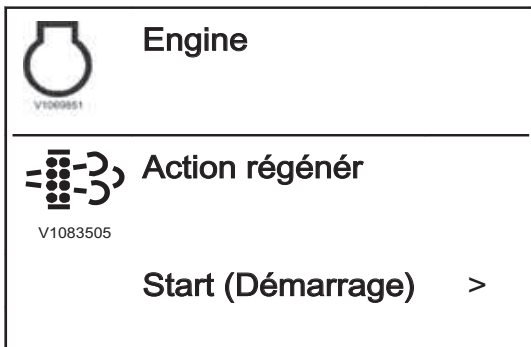 Engine
V1069851
Action régénér
V1083505
Start (Démarrage) >